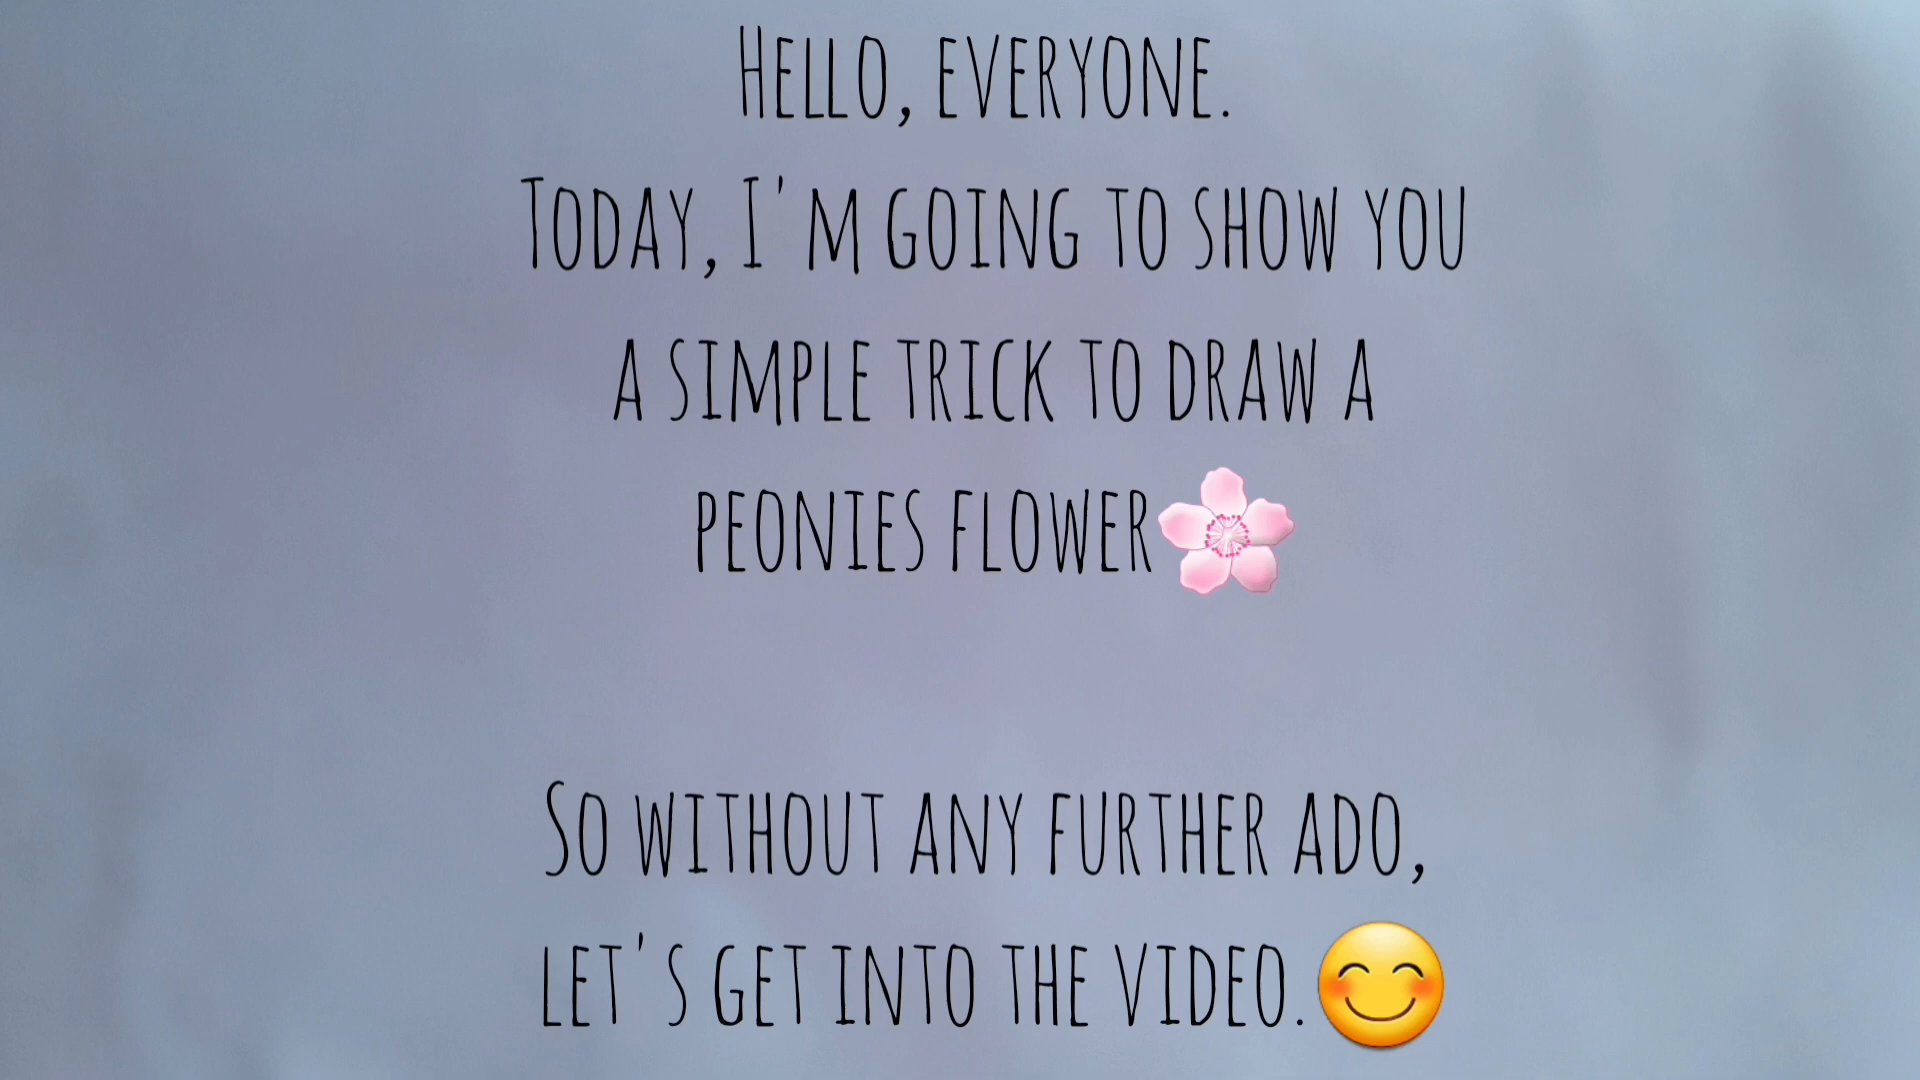 Hello, everyone.
Today, I'm going to show you
a simple trick to draw a
peonies flower🌸
So without any further ado,
let's get into the video.😊